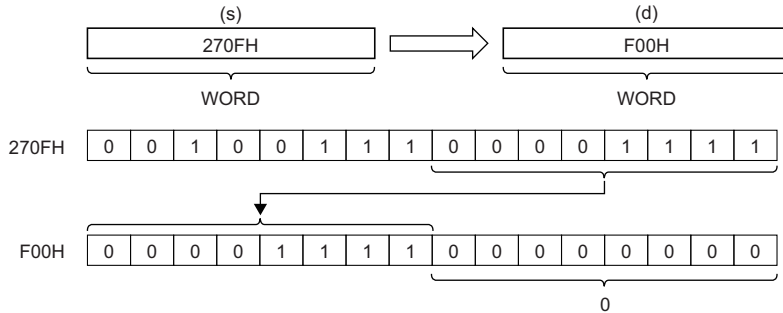 (s) (d)
270FH F00H
WORD WORD
270FH 0 0 1 0 0 1 1 1 0 0 0 0 1 1 1 1
F00H 0 0 0 0 1 1 1 1 0 0 0 0 0 0 0 0
0